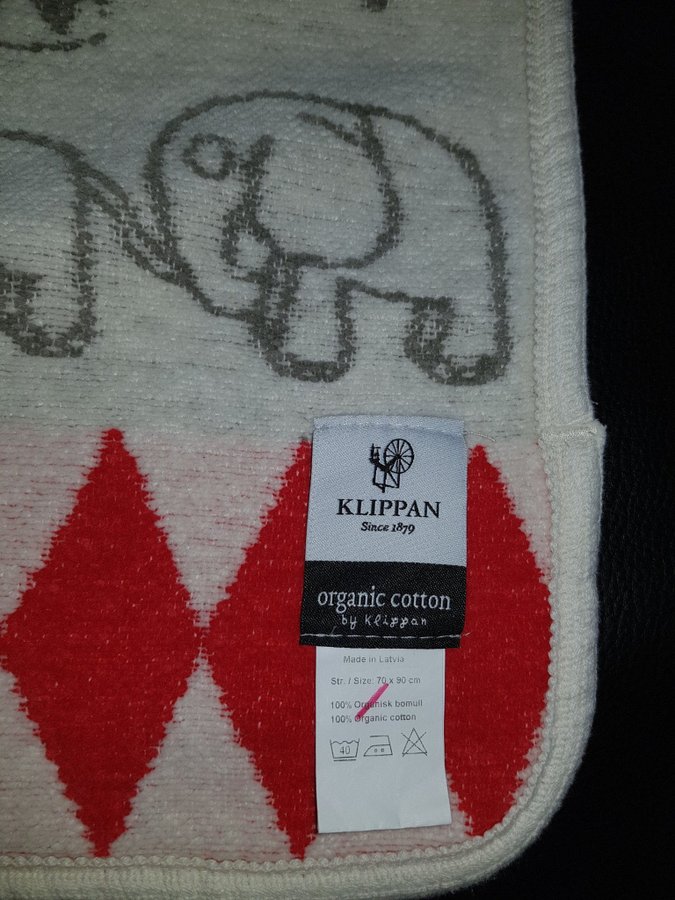 KLIPPAN
Since 1879
organic cotton
by Klippan
Made in Latvia
Str. / Size: 70 x 90 cm
100% Organisk bomull
100% Organic cotton
40